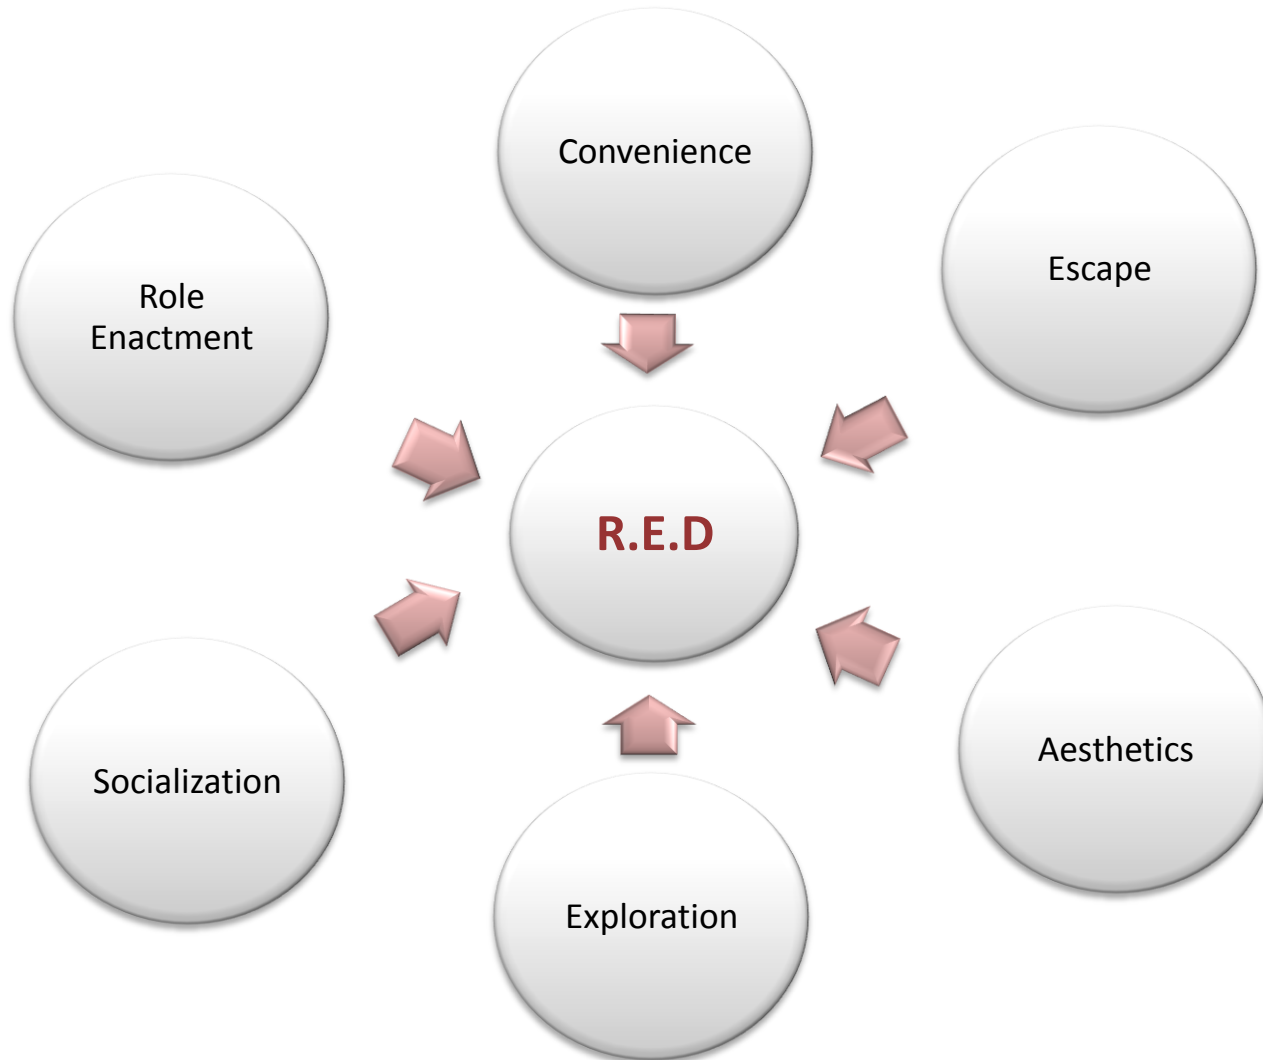 Convenience
Escape
Role
Enactment
R.E.D
Aesthetics
Socialization
Exploration